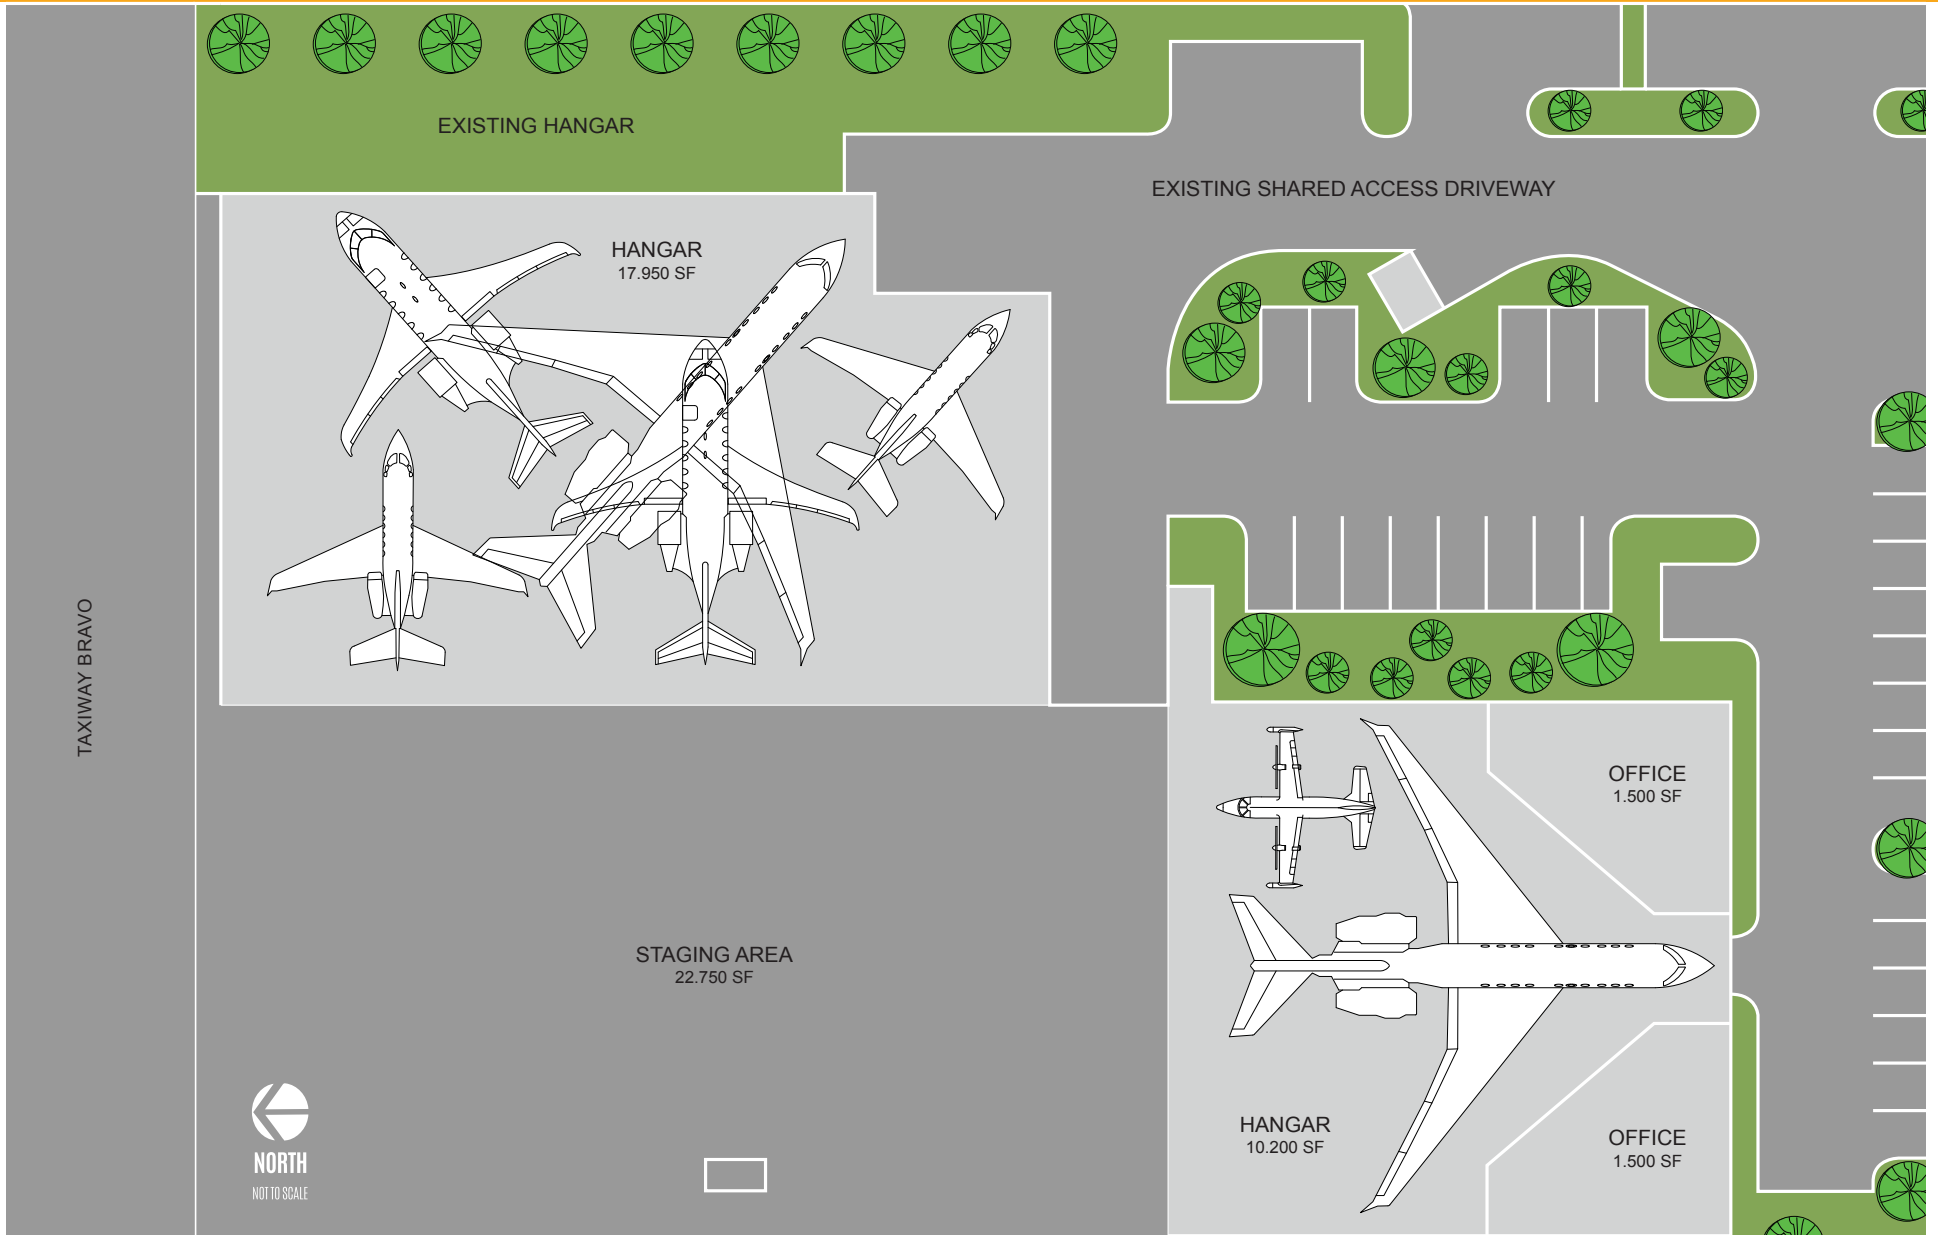 EXISTING HANGAR
EXISTING SHARED ACCESS DRIVEWAY
HANGAR
17.950 SF
TAXIWAY BRAVO
OFFICE
1.500 SF
STAGING AREA
22.750 SF
HANGAR
10.200 SF
OFFICE
1.500 SF
NORTH
NOT TO SCALE